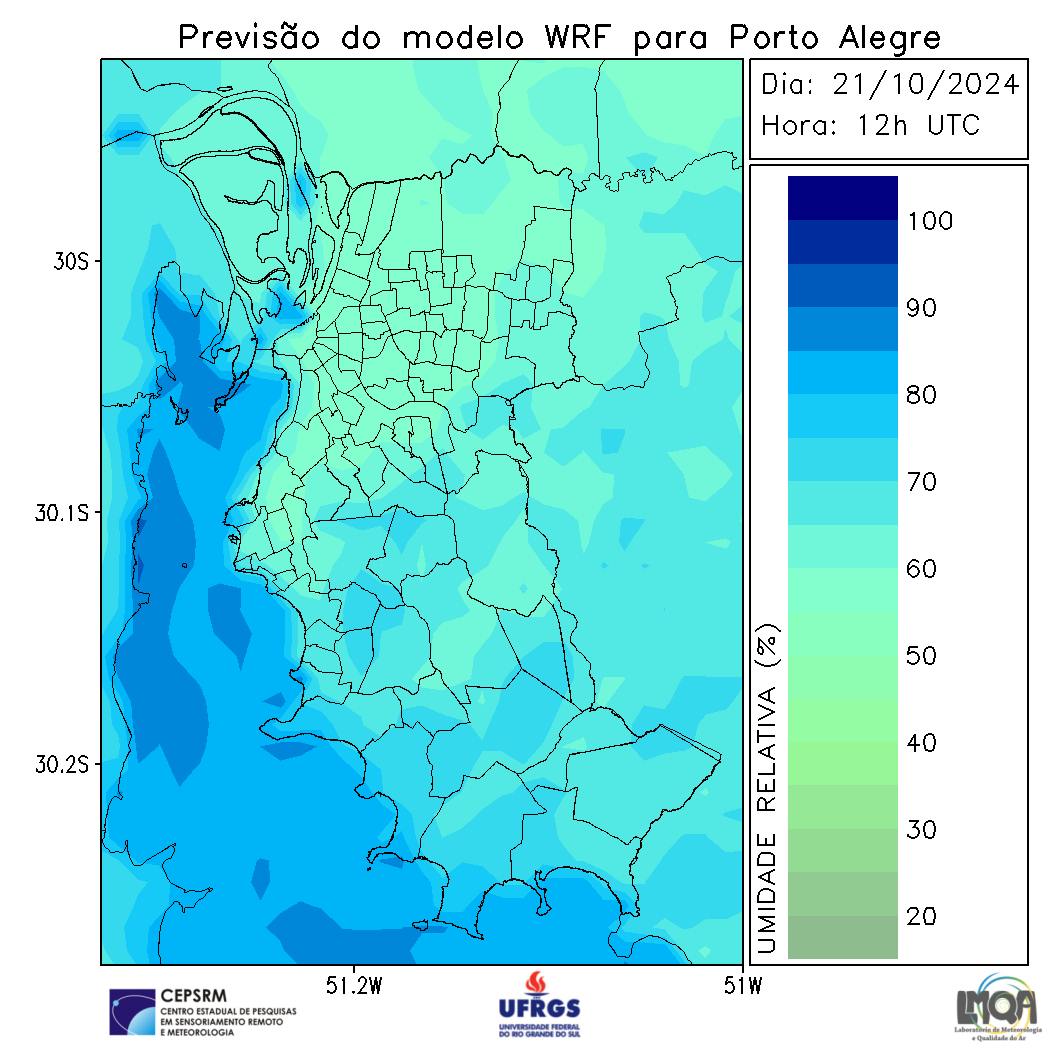 Previsão do modelo WRF para Porto Alegre
Dia: 21/10/2024
Hora: 12h UTC
100
90
80
70
60
50
40
30
20
UMIDADE RELATIVA (%)
30S
30.1S
30.2S
51.2W
51W
CEPSRM
CENTRO ESTADUAL DE PESQUISAS
EM SENSORIAMENTO REMOTO
E METEOROLOGIA
UFRGS
UNIVERSIDADE FEDERAL
DO RIO GRANDE DO SUL
LMQA
Laboratório de Meteorologia
e Qualidade do Ar